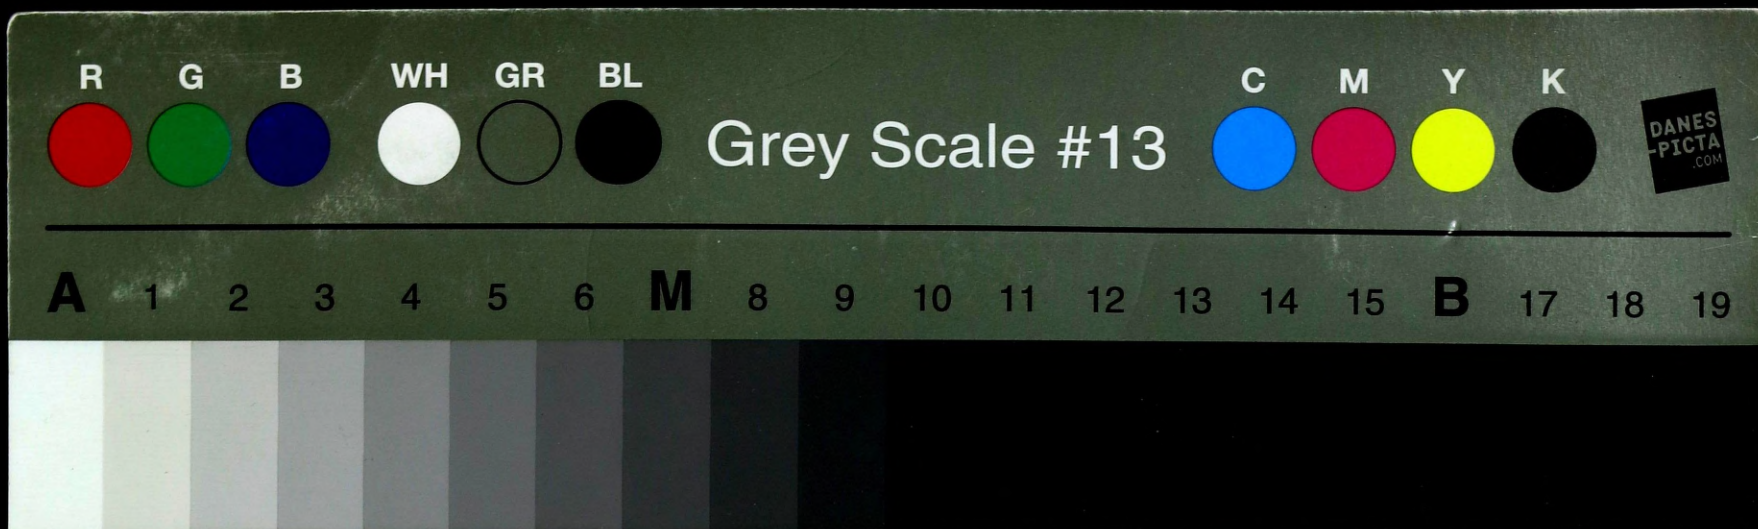 R G B WH GR BL
Grey Scale #13
C M Y K
DANES
-PICTA
.COM
A 1 2 3 4 5 6 M 8 9 10 11 12 13 14 15 B 17 18 19